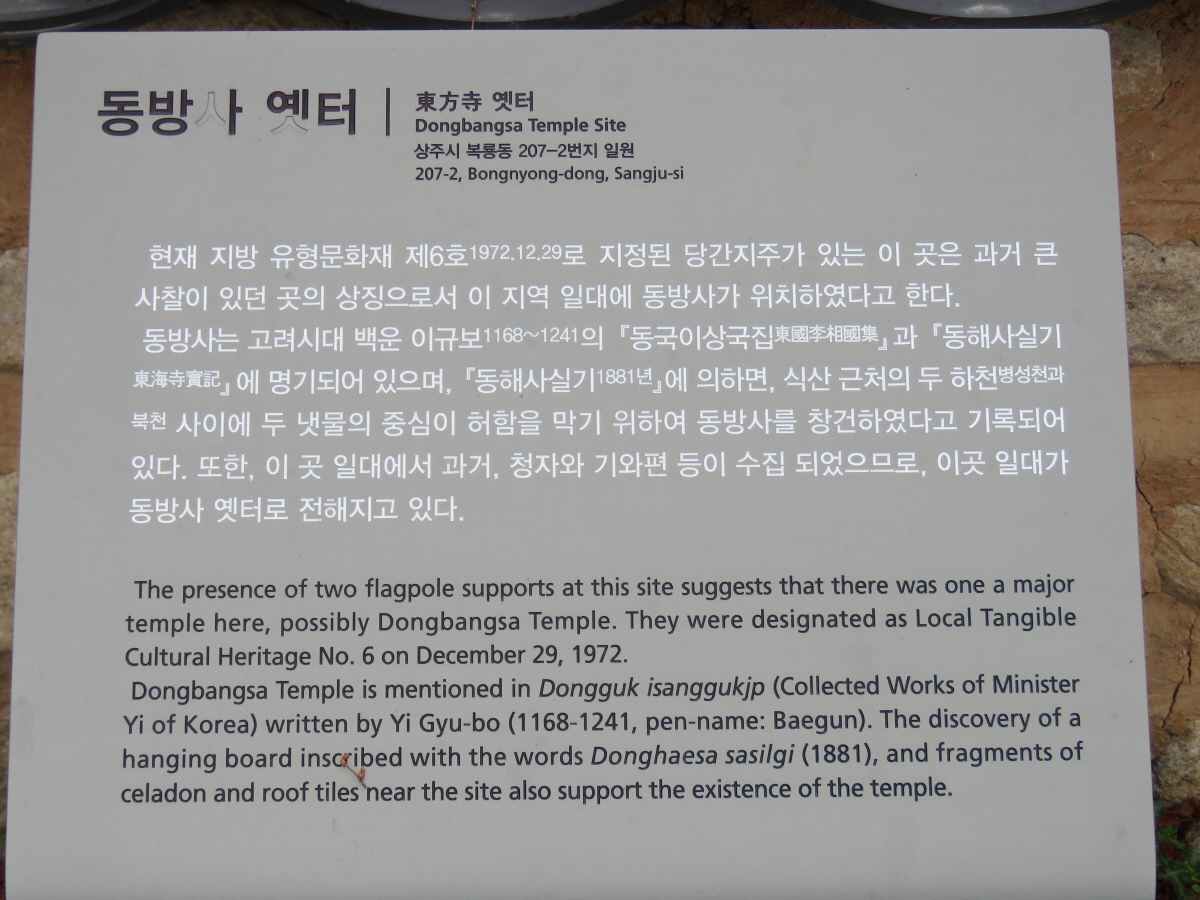 동방사 옛터
東方寺 옛터
Dongbangsa Temple Site
상주시 복룡동 207-2번지 일원
207-2, Bongnyong-dong, Sangju-si
현재 지방 유형문화재 제6호1972.12.29로 지정된 당간지주가 있는 이 곳은 과거 큰
사찰이 있던 곳의 상징으로서 이 지역 일대에 동방사가 위치하였다고 한다.
동방사는 고려시대 백운 이규보1168~1241의 『동국이상국집東國李相國集』과 『동해사실기
東海寺實記』에 명기되어 있으며, 『동해사실기1881년』에 의하면, 식산 근처의 두 하천병성천과
북천 사이에 두 냇물의 중심이 허함을 막기 위하여 동방사를 창건하였다고 기록되어
있다. 또한, 이 곳 일대에서 과거, 청자와 기와편 등이 수집 되었으므로, 이곳 일대가
동방사 옛터로 전해지고 있다.
The presence of two flagpole supports at this site suggests that there was one a major
temple here, possibly Dongbangsa Temple. They were designated as Local Tangible
Cultural Heritage No. 6 on December 29, 1972.
Dongbangsa Temple is mentioned in Dongguk isanggukjp (Collected Works of Minister
Yi of Korea) written by Yi Gyu-bo (1168-1241, pen-name: Baegun). The discovery of a
hanging board inscribed with the words Donghaesa sasilgi (1881), and fragments of
celadon and roof tiles near the site also support the existence of the temple.